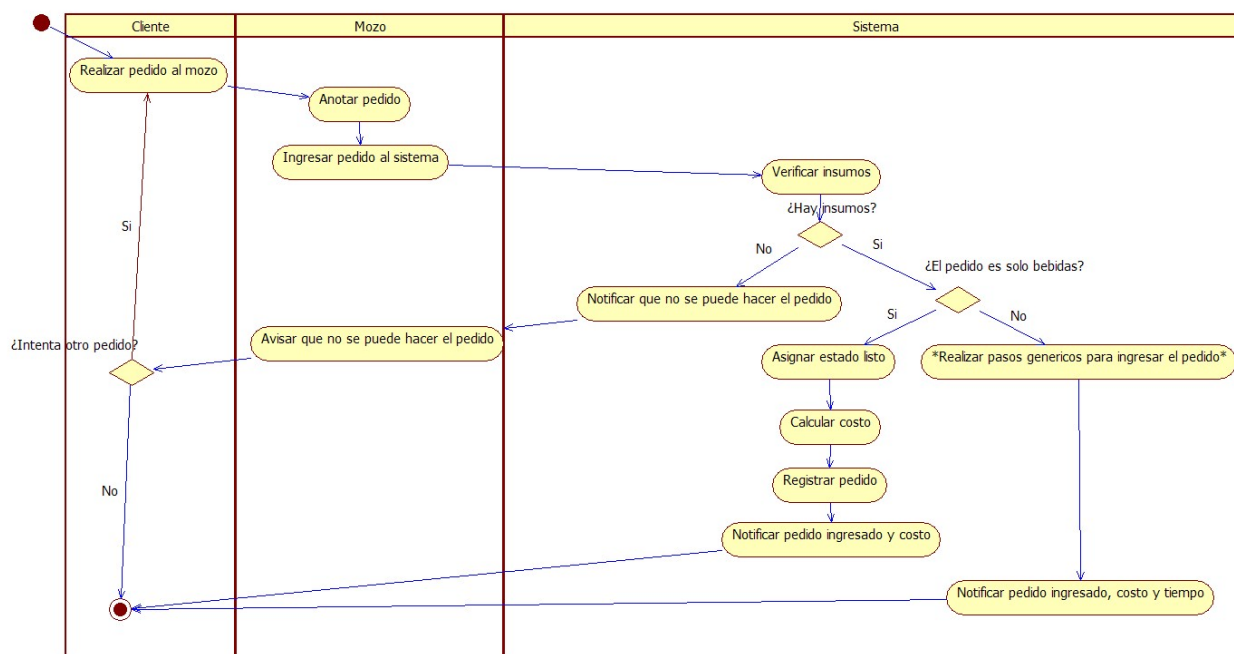 Cliente
Mozo
Sistema
Realizar pedido al mozo
Anotar pedido
Ingresar pedido al sistema
Verificar insumos
¿Hay insumos?
Si
No
Si
¿El pedido es solo bebidas?
Notificar que no se puede hacer el pedido
Si
No
Avisar que no se puede hacer el pedido
¿Intenta otro pedido?
Asignar estado listo
*Realizar pasos genericos para ingresar el pedido*
Calcular costo
Registrar pedido
No
Notificar pedido ingresado y costo
Notificar pedido ingresado, costo y tiempo